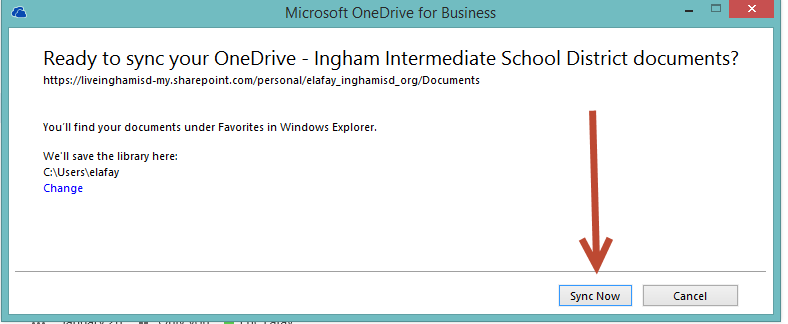 Microsoft OneDrive for Business
Ready to sync your OneDrive - Ingham Intermediate School District documents?
https://liveinghamisd-my.sharepoint.com/personal/elafay_inghamisd_org/Documents
You'll find your documents under Favorites in Windows Explorer.
We'll save the library here:
C:\Users\elafay
Change
Sync Now Cancel